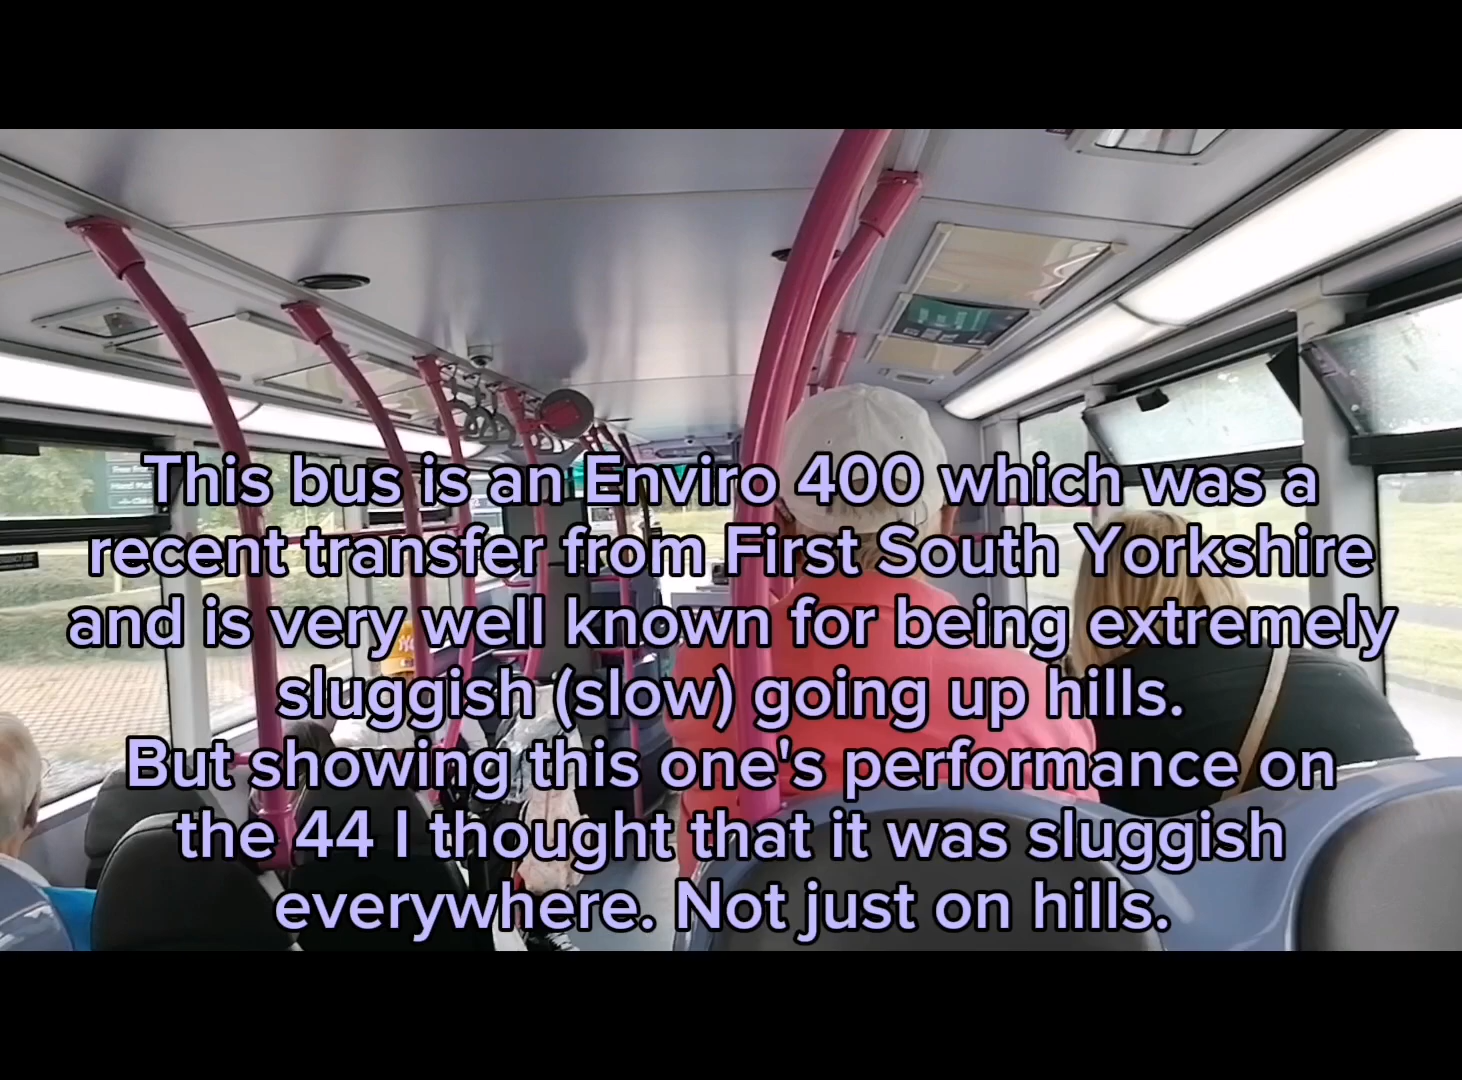 This bus is an Enviro 400 which was a
recent transfer from First South Yorkshire
and is very well known for being extremely
sluggish (slow) going up hills.
But showing this one's performance on
the 44 I thought that it was sluggish
everywhere. Not just on hills.